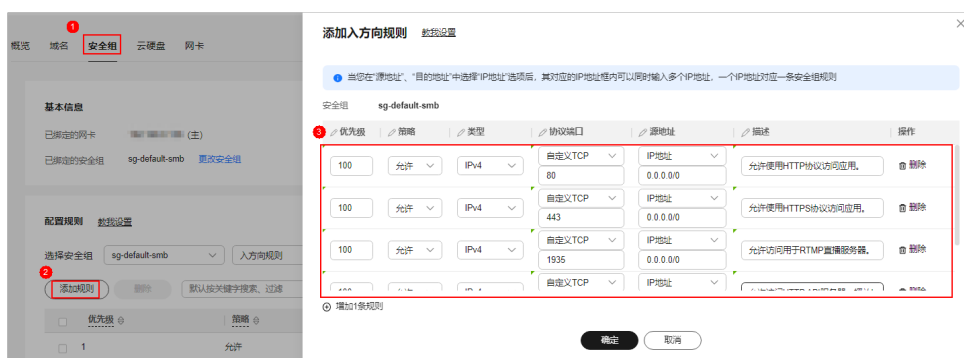 1
概览 域名 安全组 云硬盘 网卡
基本信息
已绑定的网卡 (主)
已绑定的安全组 sg-default-smb 更改安全组
配置规则 教我设置
选择安全组 sg-default-smb 入方向规则
2
添加规则 删除 默认按关键字搜索、过滤
优先级 策略
1 允许
添加入方向规则 教我设置
当您在“源地址”、“目的地址”中选择“IP地址”选项后，其对应的IP地址框内可以同时输入多个IP地址，一个IP地址对应一条安全组规则
安全组 sg-default-smb
3 优先级 策略 类型 协议端口 源地址 描述 操作
100 允许 IPv4 自定义TCP IP地址 允许使用HTTP协议访问应用。 删除
80 0.0.0.0/0
100 允许 IPv4 自定义TCP IP地址 允许使用HTTPS协议访问应用。 删除
443 0.0.0.0/0
100 允许 IPv4 自定义TCP IP地址 允许访问用于RTMP直播服务器。 删除
1935 0.0.0.0/0
自定义TCP IP地址
增加1条规则
确定 取消